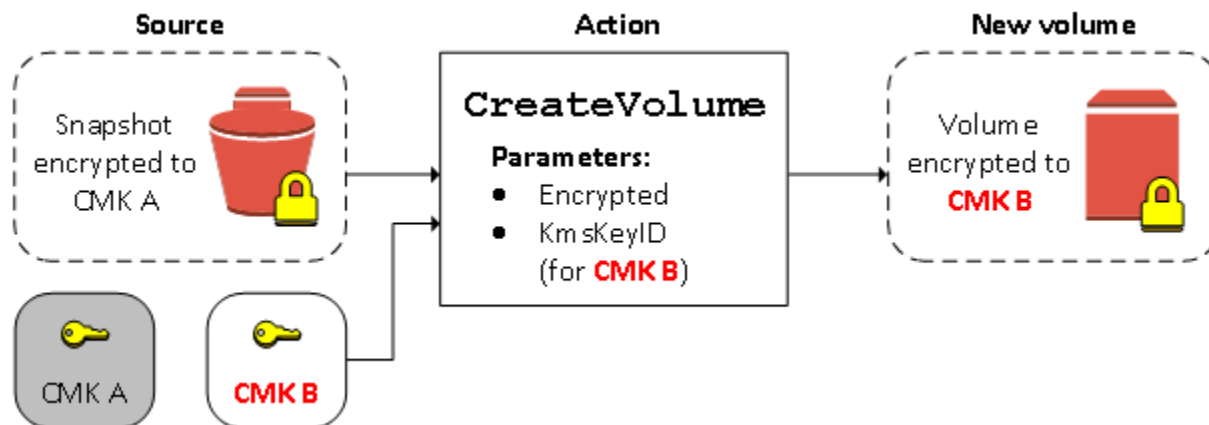 Source
Action
New volume
Snapshot
encrypted to
CMK A
CreateVolume
Parameters:
● Encrypted
● KmsKeyID
(for CMK B)
Volume
encrypted to
CMK B
CMK A
CMK B